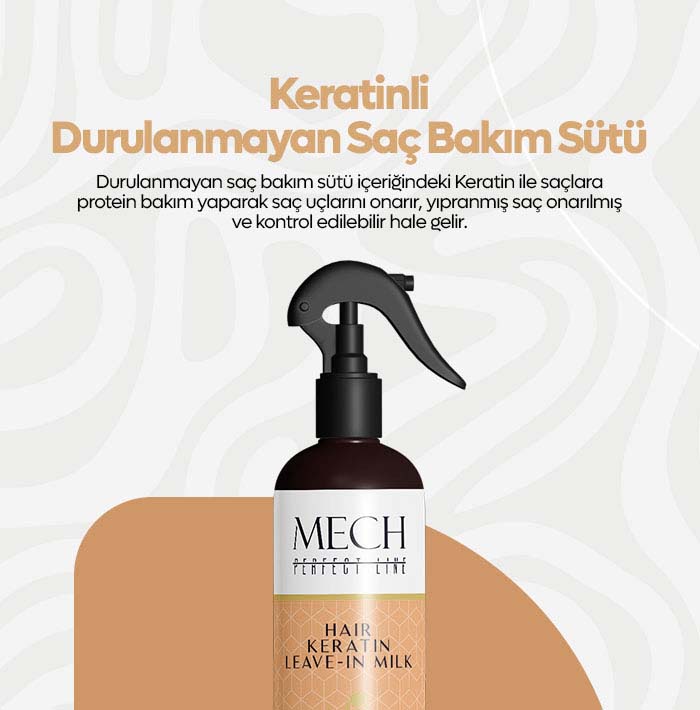 Keratinli
Durulanmayan Saç Bakım Sütü
Durulanmayan saç bakım sütü içeriğindeki Keratin ile saçlara
protein bakım yaparak saç uçlarını onarır, yıpranmış saç onarılmış
ve kontrol edilebilir hale gelir.
MECH
PERFECT LINE
HAIR
KERATIN
LEAVE-IN MILK